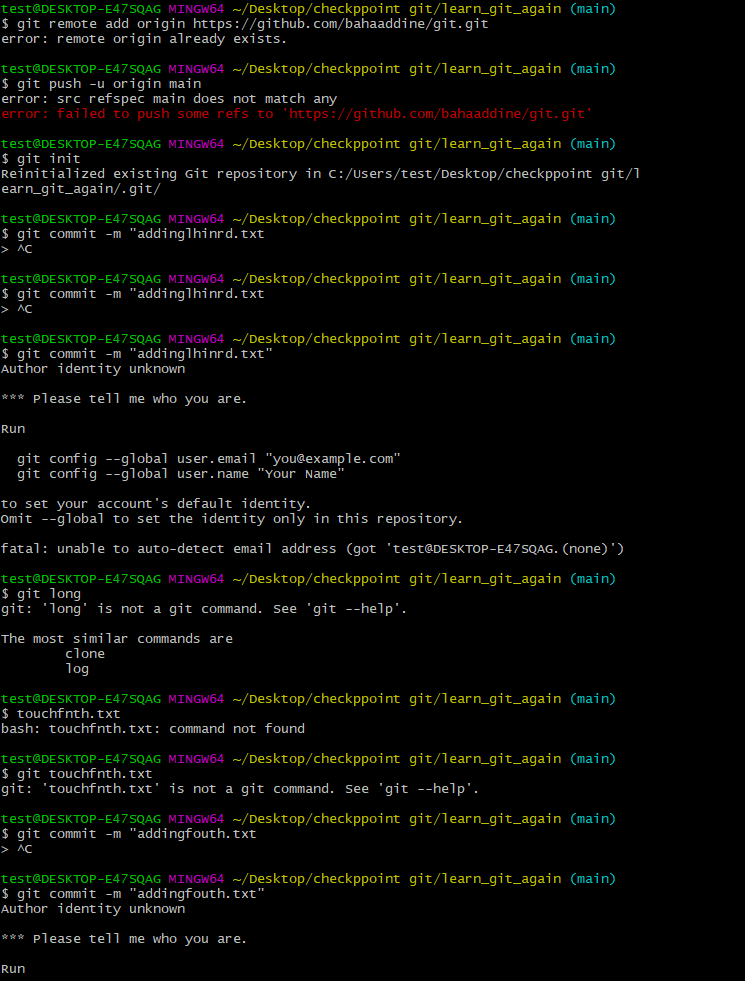 test@DESKTOP-E47SQAG MINGW64 ~/Desktop/checkppoint git/learn_git_again (main)
$ git remote add origin https://github.com/bahaaddine/git.git
error: remote origin already exists.
test@DESKTOP-E47SQAG MINGW64 ~/Desktop/checkppoint git/learn_git_again (main)
$ git push -u origin main
error: src refspec main does not match any
error: failed to push some refs to 'https://github.com/bahaaddine/git.git'
test@DESKTOP-E47SQAG MINGW64 ~/Desktop/checkppoint git/learn_git_again (main)
$ git init
Reinitialized existing Git repository in C:/Users/test/Desktop/checkppoint git/l
earn_git_again/.git/
test@DESKTOP-E47SQAG MINGW64 ~/Desktop/checkppoint git/learn_git_again (main)
$ git commit -m "addinglhinrd.txt
> ^C
test@DESKTOP-E47SQAG MINGW64 ~/Desktop/checkppoint git/learn_git_again (main)
$ git commit -m "addinglhinrd.txt
> ^C
test@DESKTOP-E47SQAG MINGW64 ~/Desktop/checkppoint git/learn_git_again (main)
$ git commit -m "addinglhinrd.txt"
Author identity unknown
*** Please tell me who you are.
Run
git config --global user.email "you@example.com"
git config --global user.name "Your Name"
to set your account's default identity.
Omit --global to set the identity only in this repository.
fatal: unable to auto-detect email address (got 'test@DESKTOP-E47SQAG.(none)')
test@DESKTOP-E47SQAG MINGW64 ~/Desktop/checkppoint git/learn_git_again (main)
$ git long
git: 'long' is not a git command. See 'git --help'.
The most similar commands are
clone
log
test@DESKTOP-E47SQAG MINGW64 ~/Desktop/checkppoint git/learn_git_again (main)
$ touchfnth.txt
bash: touchfnth.txt: command not found
test@DESKTOP-E47SQAG MINGW64 ~/Desktop/checkppoint git/learn_git_again (main)
$ git touchfnth.txt
git: 'touchfnth.txt' is not a git command. See 'git --help'.
test@DESKTOP-E47SQAG MINGW64 ~/Desktop/checkppoint git/learn_git_again (main)
$ git commit -m "addingfouth.txt
> ^C
test@DESKTOP-E47SQAG MINGW64 ~/Desktop/checkppoint git/learn_git_again (main)
$ git commit -m "addingfouth.txt"
Author identity unknown
*** Please tell me who you are.
Run